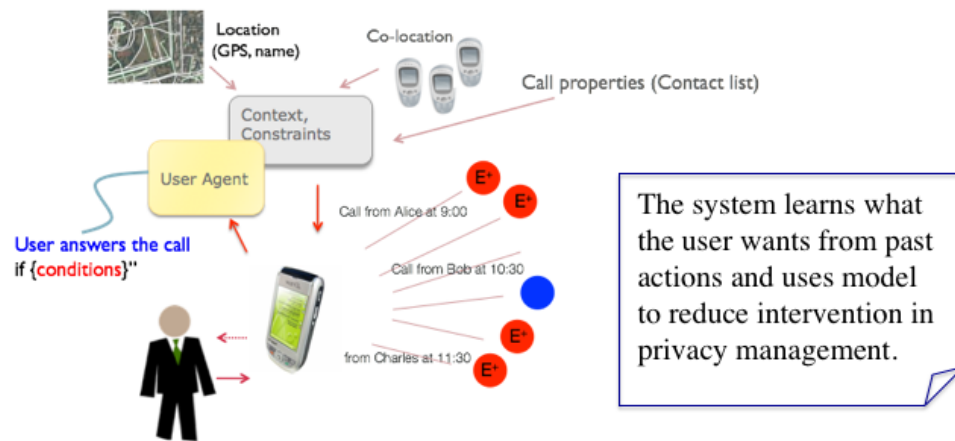 Location
(GPS, name)
Co-location
Call properties (Contact list)
Context,
Constraints
User Agent
User answers the call
if {conditions}"
Call from Alice at 9:00
Call from Bob at 10:30
from Charles at 11:30
E+
E+
E+
E+
The system learns what
the user wants from past
actions and uses model
to reduce intervention in
privacy management.